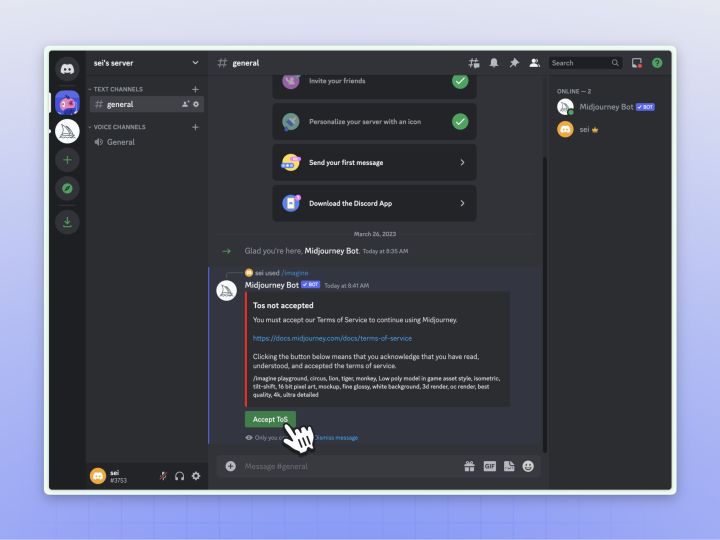 sei's server
TEXT CHANNELS
general
VOICE CHANNELS
General
sei
#3753
general
Search
Invite your friends
Personalize your server with an icon
Send your first message
Download the Discord App
March 26, 2023
Glad you're here, Midjourney Bot. Today at 8:35 AM
sei used /imagine
Midjourney Bot ✓ BOT Today at 8:41 AM
Tos not accepted
You must accept our Terms of Service to continue using Midjourney.
https://docs.midjourney.com/docs/terms-of-service
Clicking the button below means that you acknowledge that you have read,
understood, and accepted the terms of service.
/imagine playground, circus, lion, tiger, monkey, Low poly model in game asset style, isometric,
tilt-shift, 16 bit pixel art, mockup, fine glossy, white background, 3d render, oc render, best
quality, 4k, ultra detailed
Accept ToS
Only you Dismiss message
Message #general
GIF
ONLINE — 2
Midjourney Bot ✓ BOT
sei